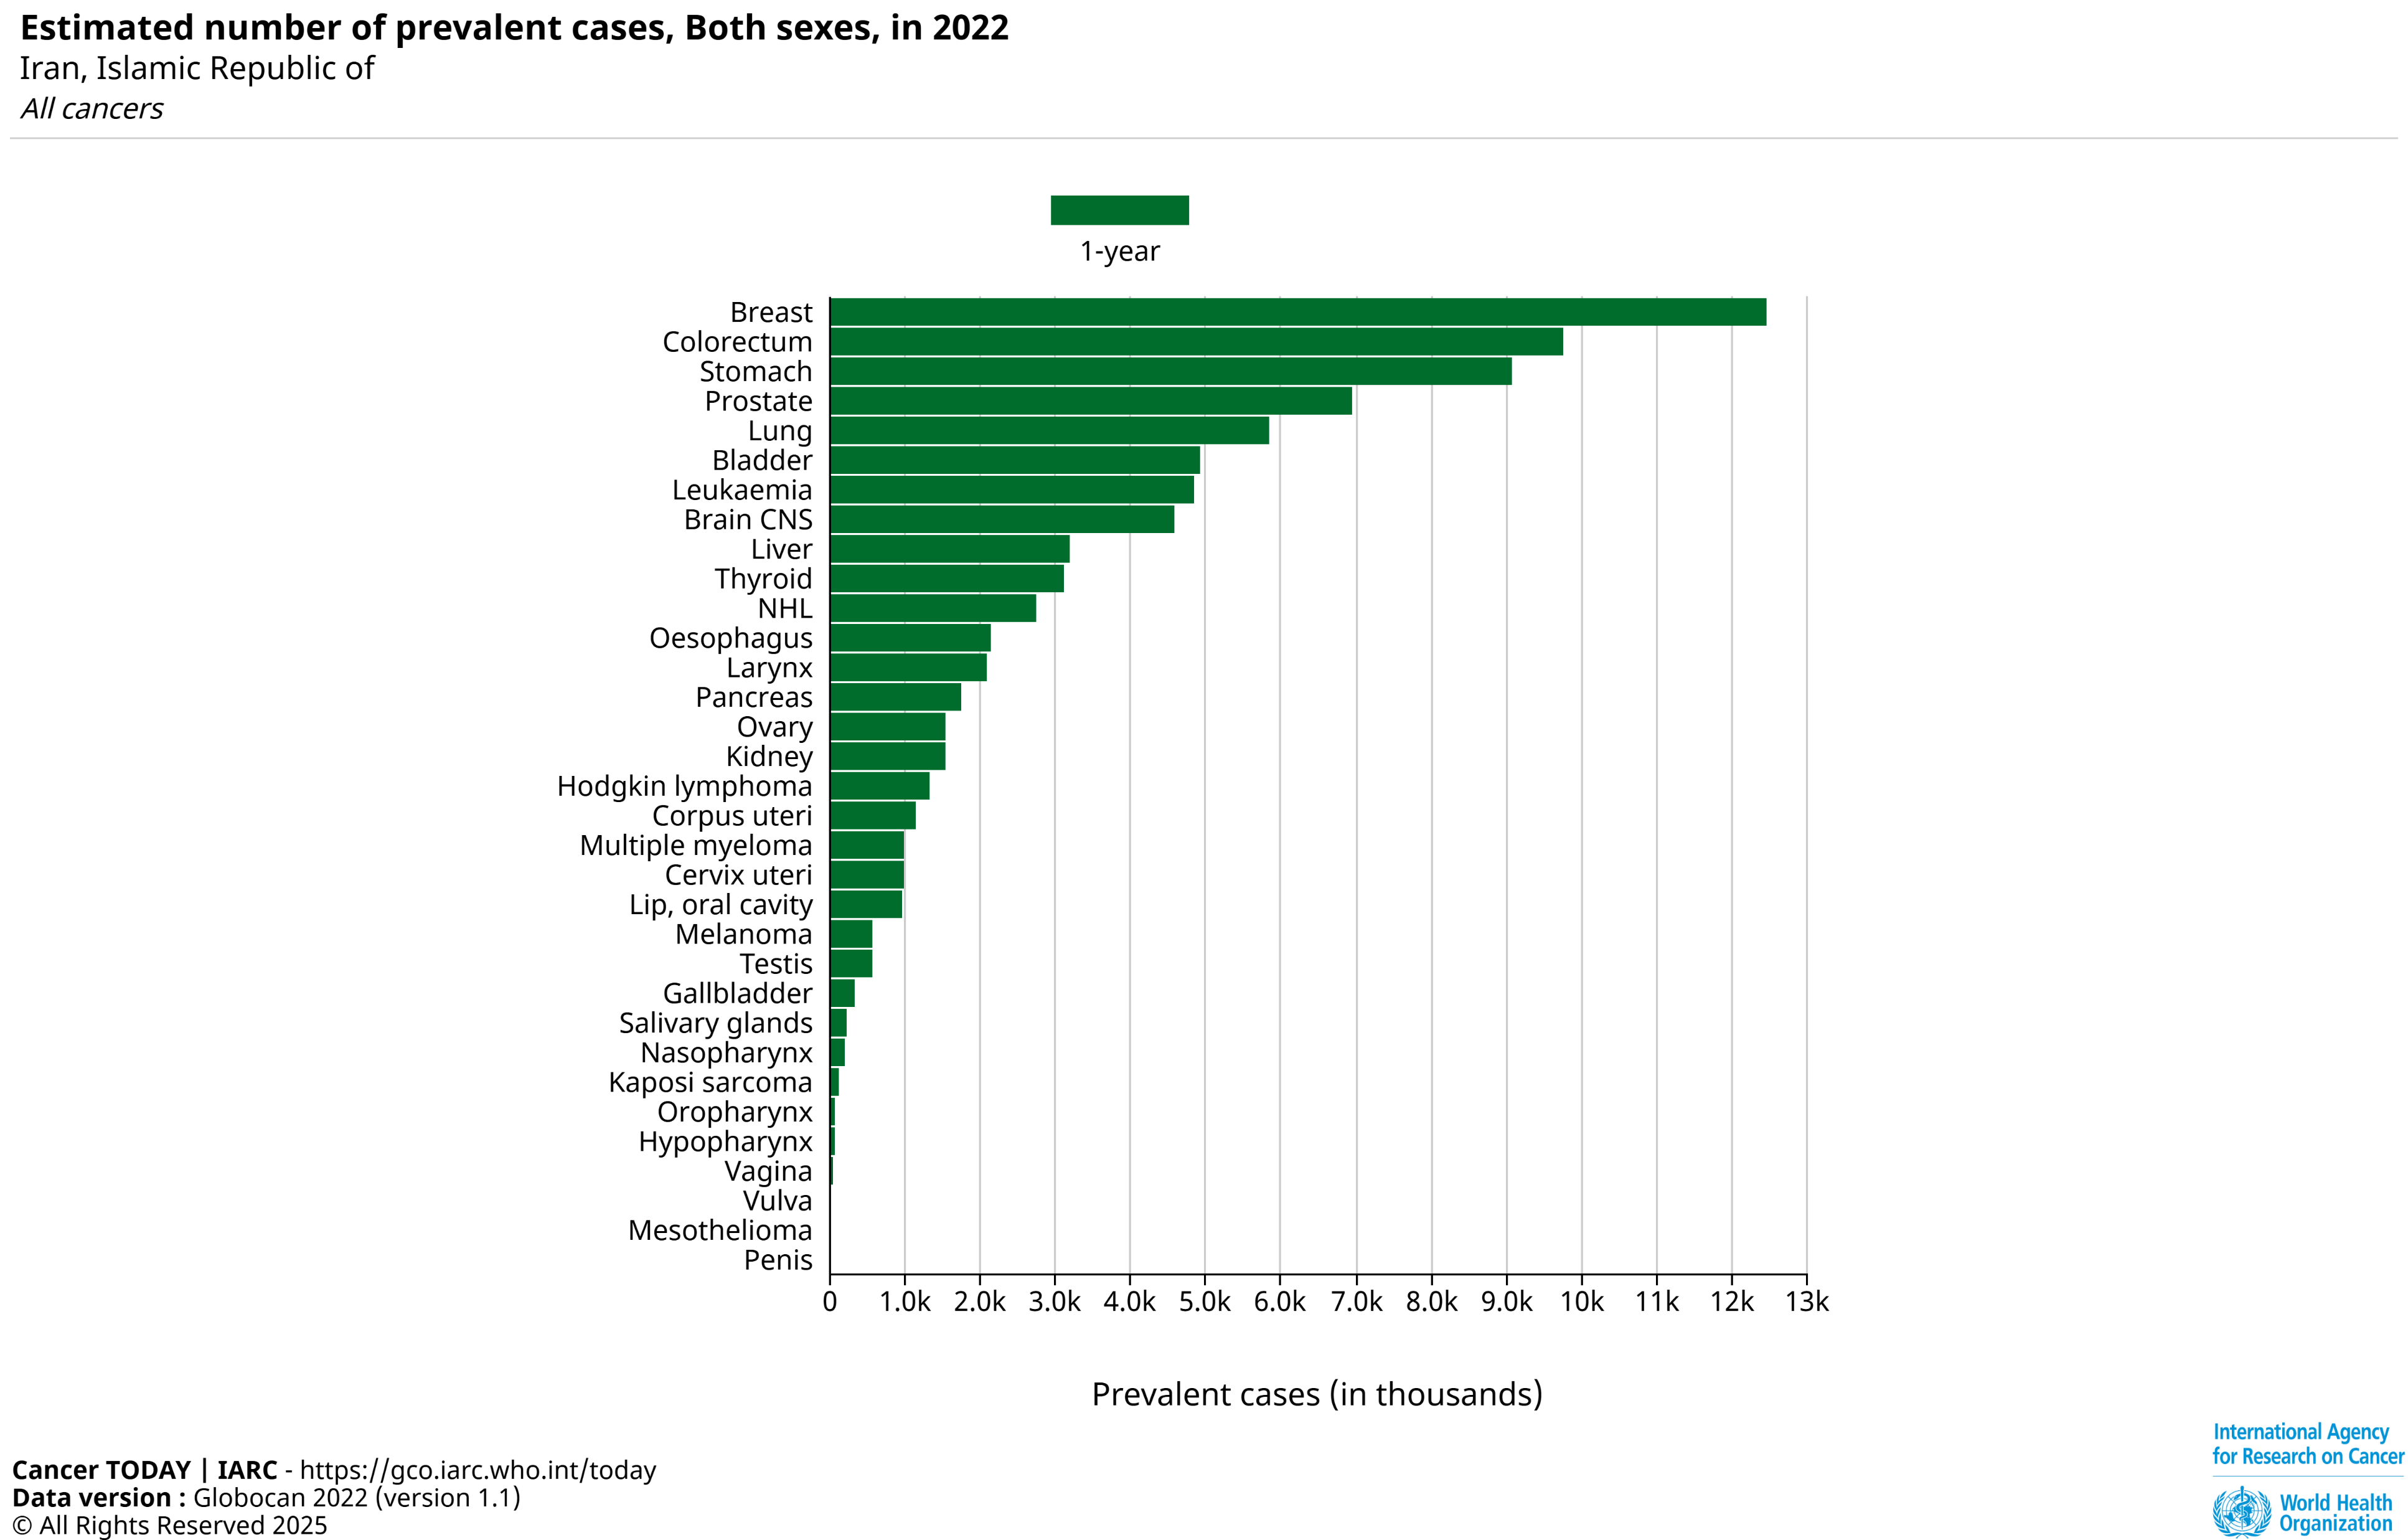 Estimated number of prevalent cases, Both sexes, in 2022
Iran, Islamic Republic of
All cancers
1-year
Breast
Colorectum
Stomach
Prostate
Lung
Bladder
Leukaemia
Brain CNS
Liver
Thyroid
NHL
Oesophagus
Larynx
Pancreas
Ovary
Kidney
Hodgkin lymphoma
Corpus uteri
Multiple myeloma
Cervix uteri
Lip, oral cavity
Melanoma
Testis
Gallbladder
Salivary glands
Nasopharynx
Kaposi sarcoma
Oropharynx
Hypopharynx
Vagina
Vulva
Mesothelioma
Penis
0 1.0k 2.0k 3.0k 4.0k 5.0k 6.0k 7.0k 8.0k 9.0k 10k 11k 12k 13k
Prevalent cases (in thousands)
Cancer TODAY | IARC - https://gco.iarc.who.int/today
Data version : Globocan 2022 (version 1.1)
© All Rights Reserved 2025
International Agency
for Research on Cancer
World Health
Organization